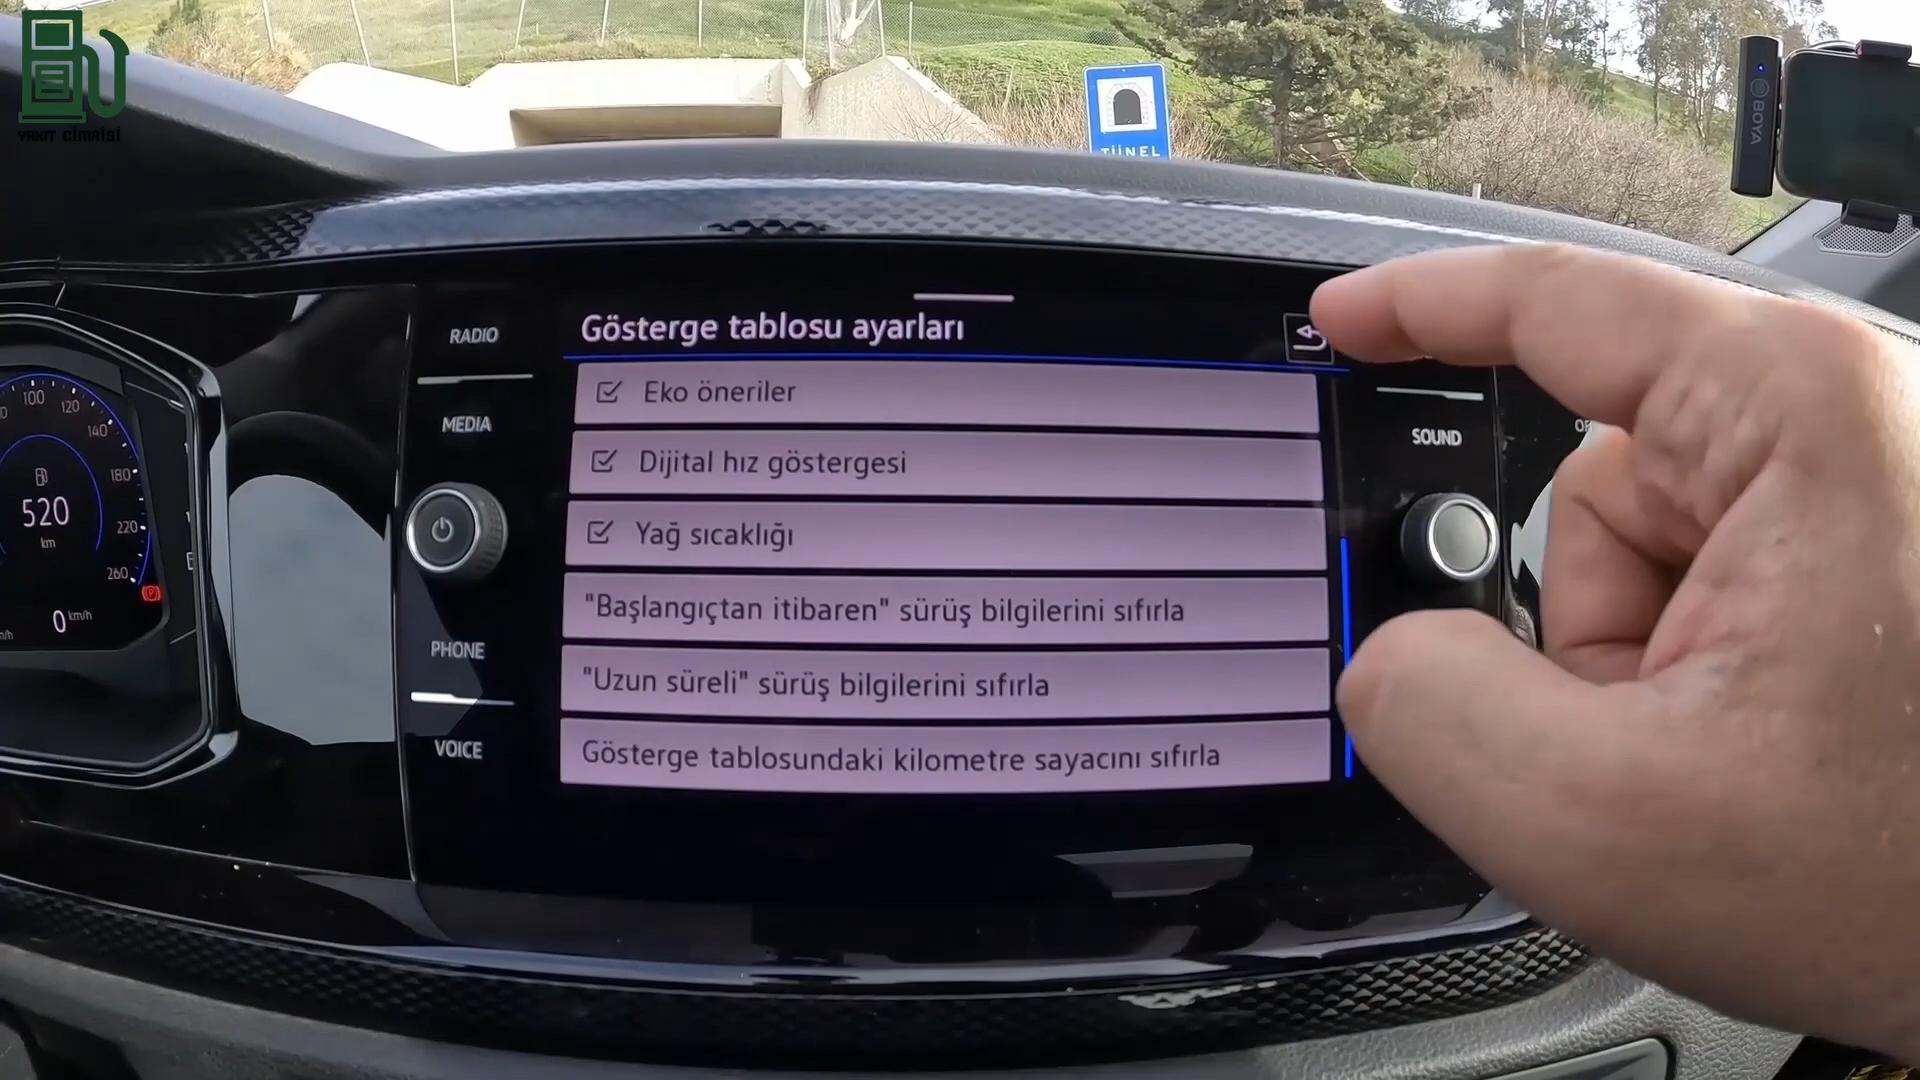 YAKIT CİMRİSİ
TÜNEL
BOYA
RADIO
MEDIA
PHONE
VOICE
Gösterge tablosu ayarları
Eko öneriler
Dijital hız göstergesi
Yağ sıcaklığı
"Başlangıçtan itibaren" sürüş bilgilerini sıfırla
"Uzun süreli" sürüş bilgilerini sıfırla
Gösterge tablosundaki kilometre sayacını sıfırla
SOUND
100
120
140
180
220
260
520
km
0 km/h